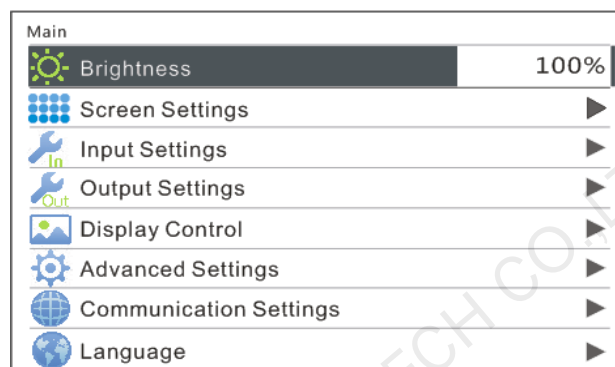 Main
Brightness 100%
Screen Settings
In Input Settings
Out Output Settings
Display Control
Advanced Settings
Communication Settings
Language